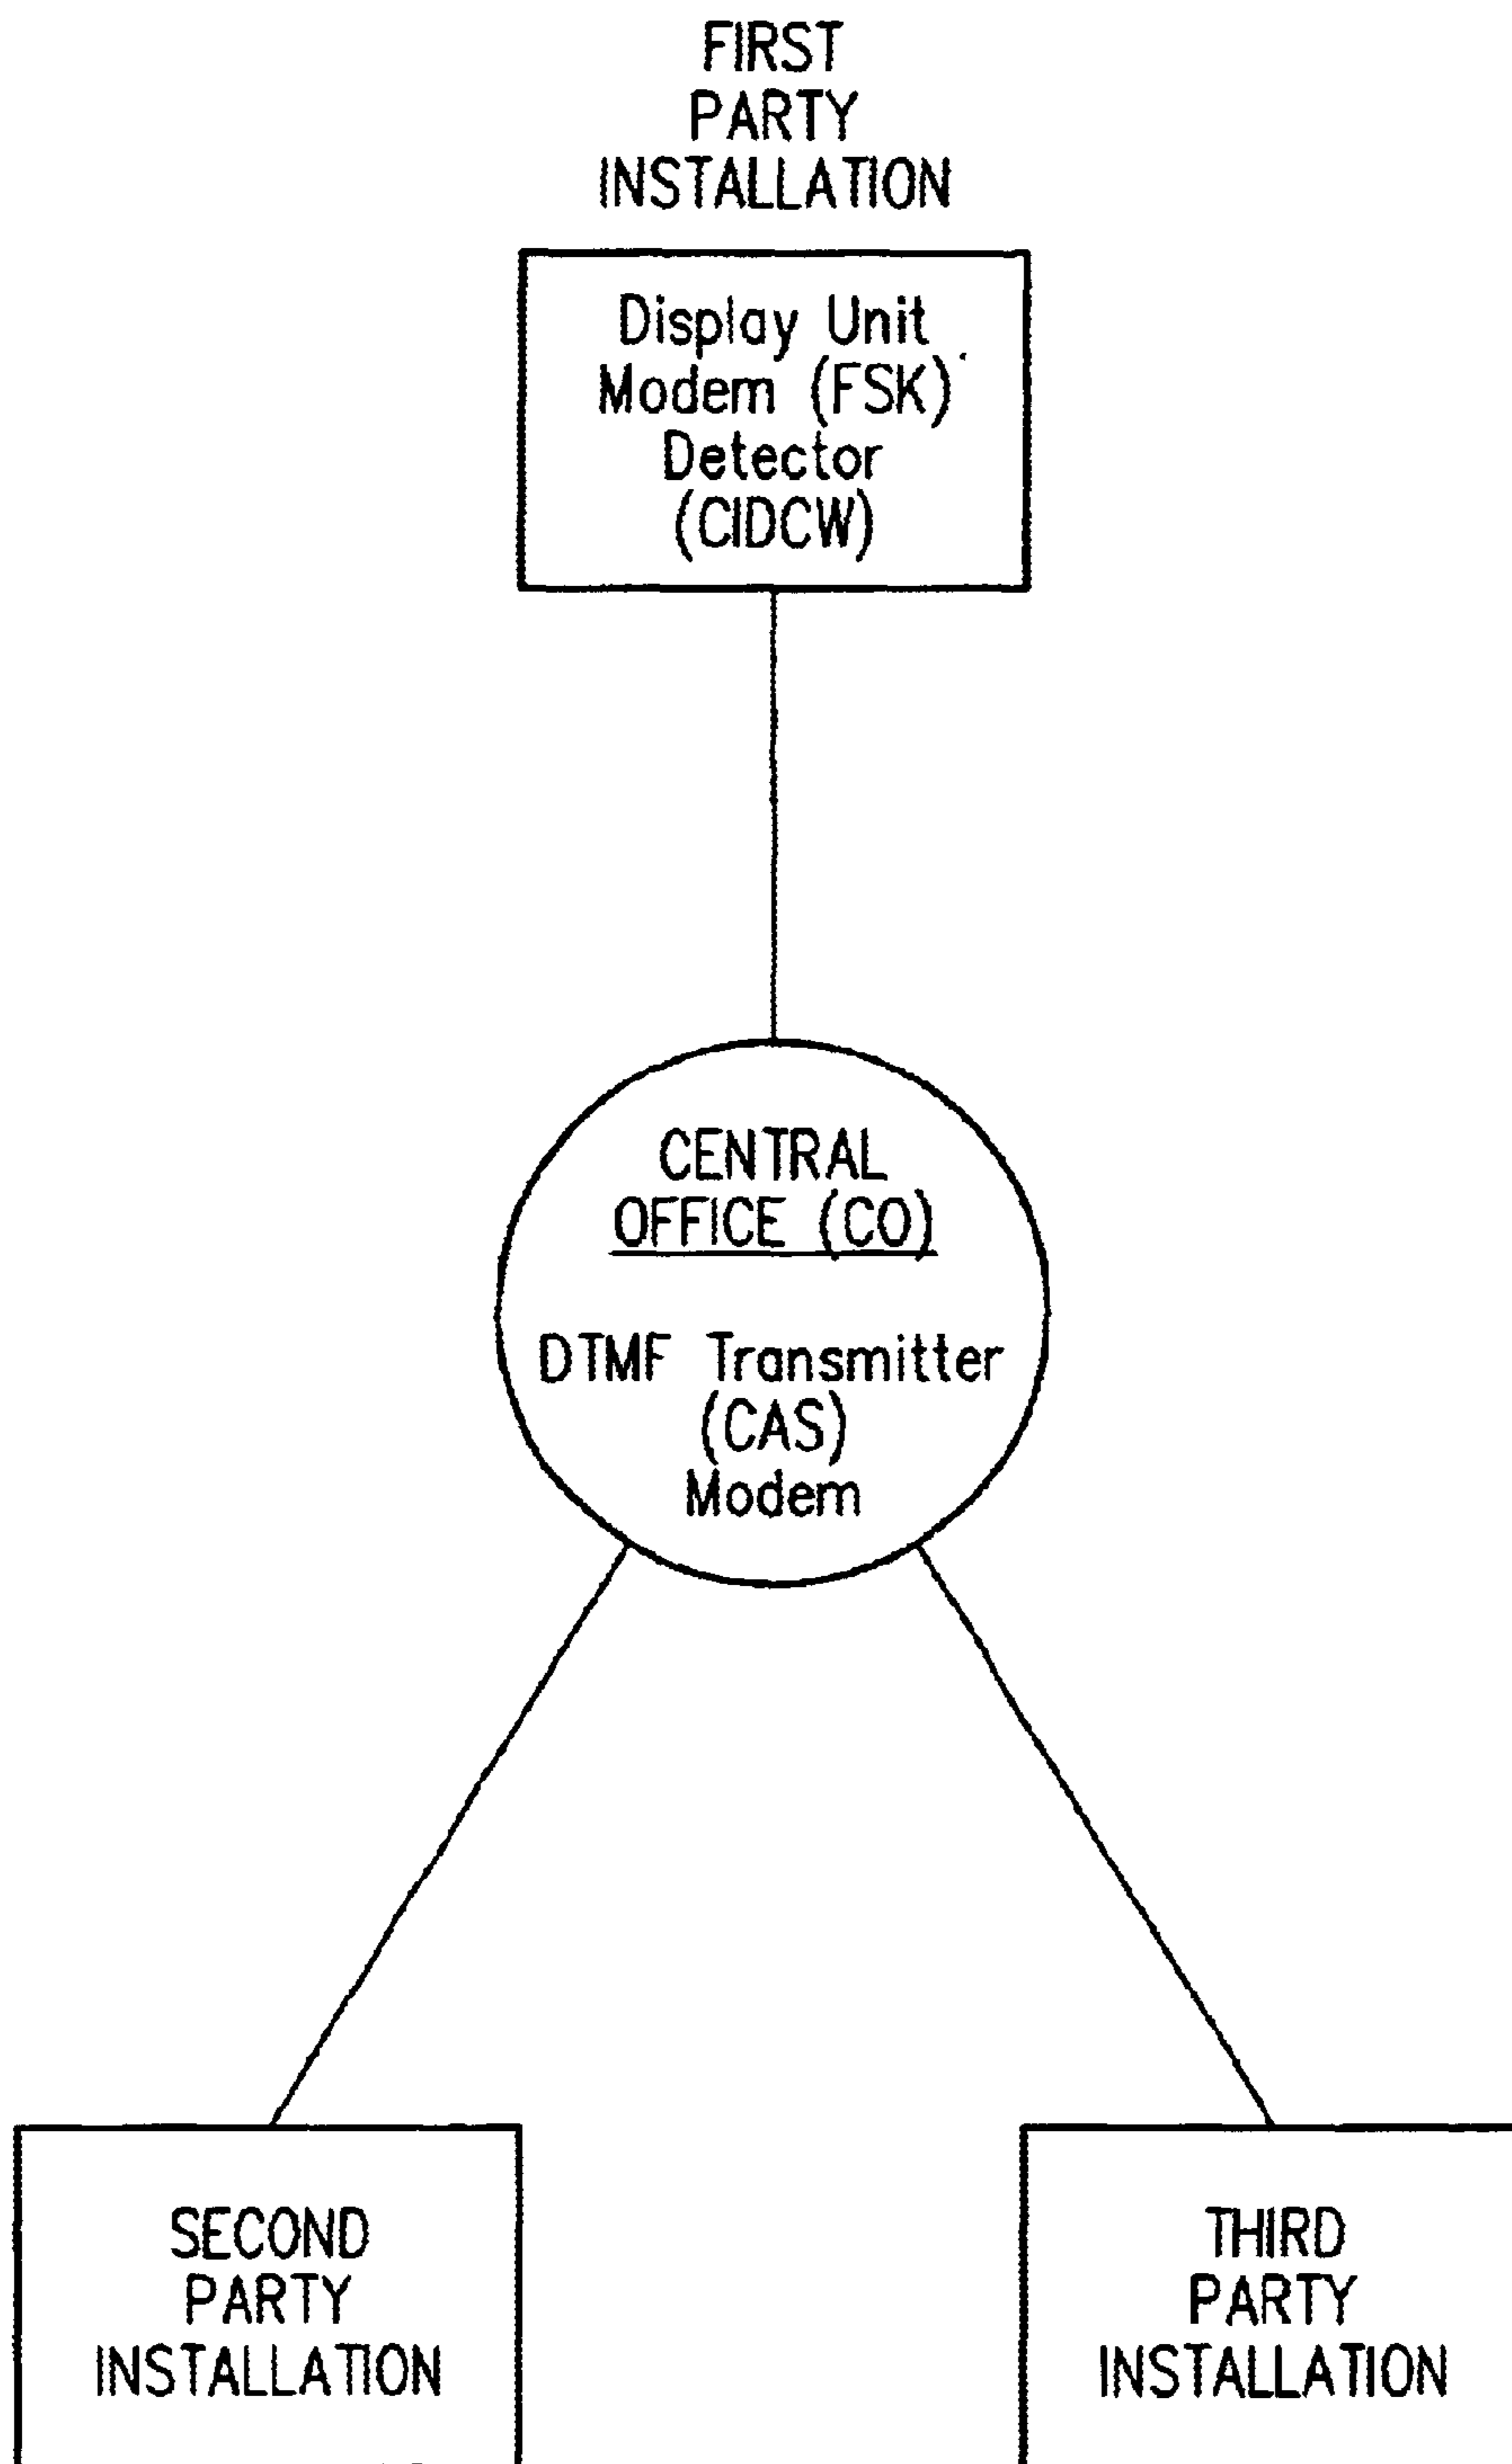 FIRST
PARTY
INSTALLATION
Display Unit
Modem (FSK)
Detector
(CIDCW)
CENTRAL
OFFICE (CO)
DTMF Transmitter
(CAS)
Modem
SECOND
PARTY
INSTALLATION
THIRD
PARTY
INSTALLATION